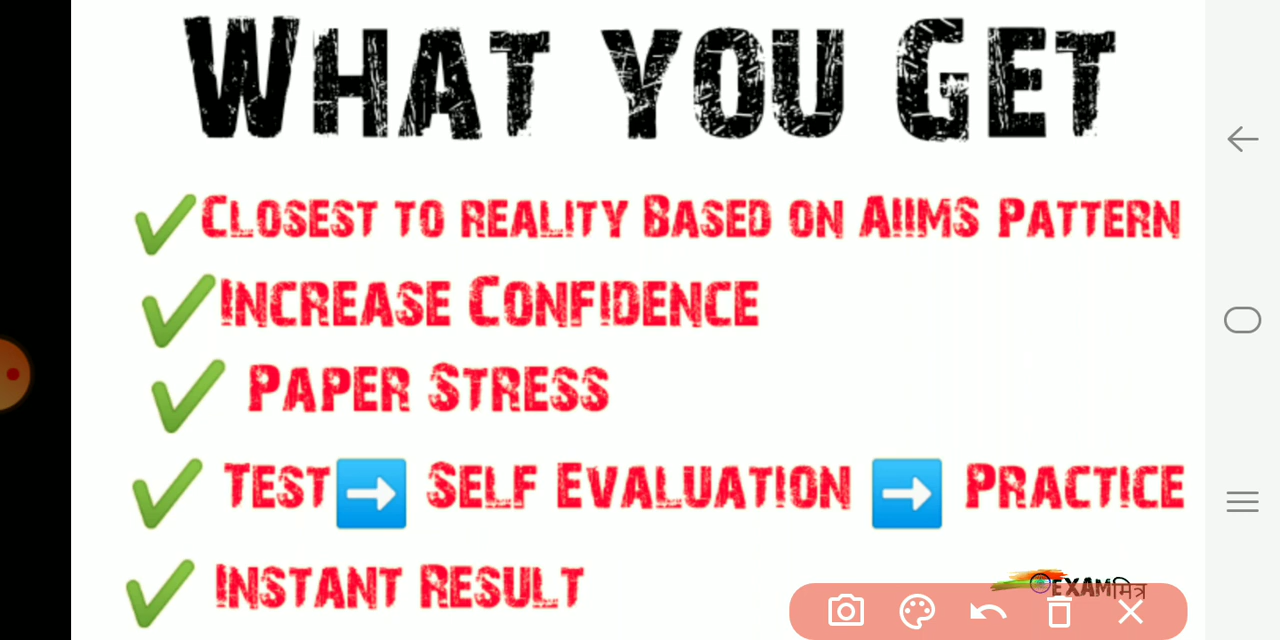 WHAT YOU GET
✔CLOSEST TO REALITY BASED ON AIIMS PATTERN
✔INCREASE CONFIDENCE
✔ PAPER STRESS
✔ TEST➡ SELF EVALUATION ➡ PRACTICE
✔ INSTANT RESULT
EXAMमित्र